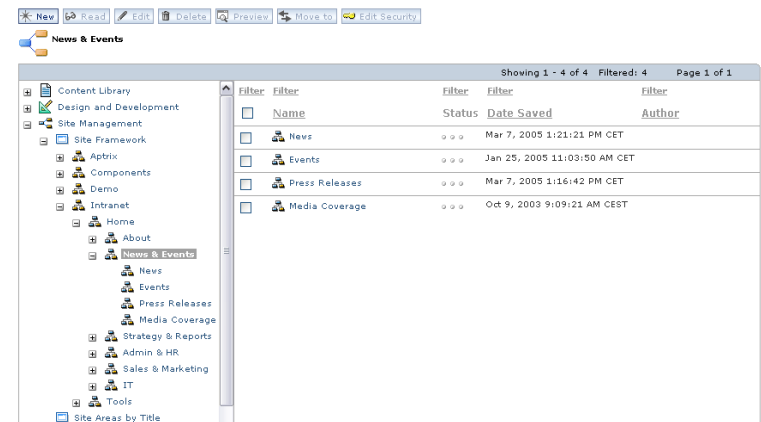 New Read Edit Delete Preview Move to Edit Security
News & Events
Showing 1 - 4 of 4 Filtered: 4 Page 1 of 1
Content Library
Design and Development
Site Management
Site Framework
Aptrix
Components
Demo
Intranet
Home
About
News & Events
News
Events
Press Releases
Media Coverage
Strategy & Reports
Admin & HR
Sales & Marketing
IT
Tools
Site Areas by Title
Filter Filter Filter Filter Filter
Name Status Date Saved Author
News Mar 7, 2005 1:21:21 PM CET
Events Jan 25, 2005 11:03:50 AM CET
Press Releases Mar 7, 2005 1:16:42 PM CET
Media Coverage Oct 9, 2003 9:09:21 AM CEST